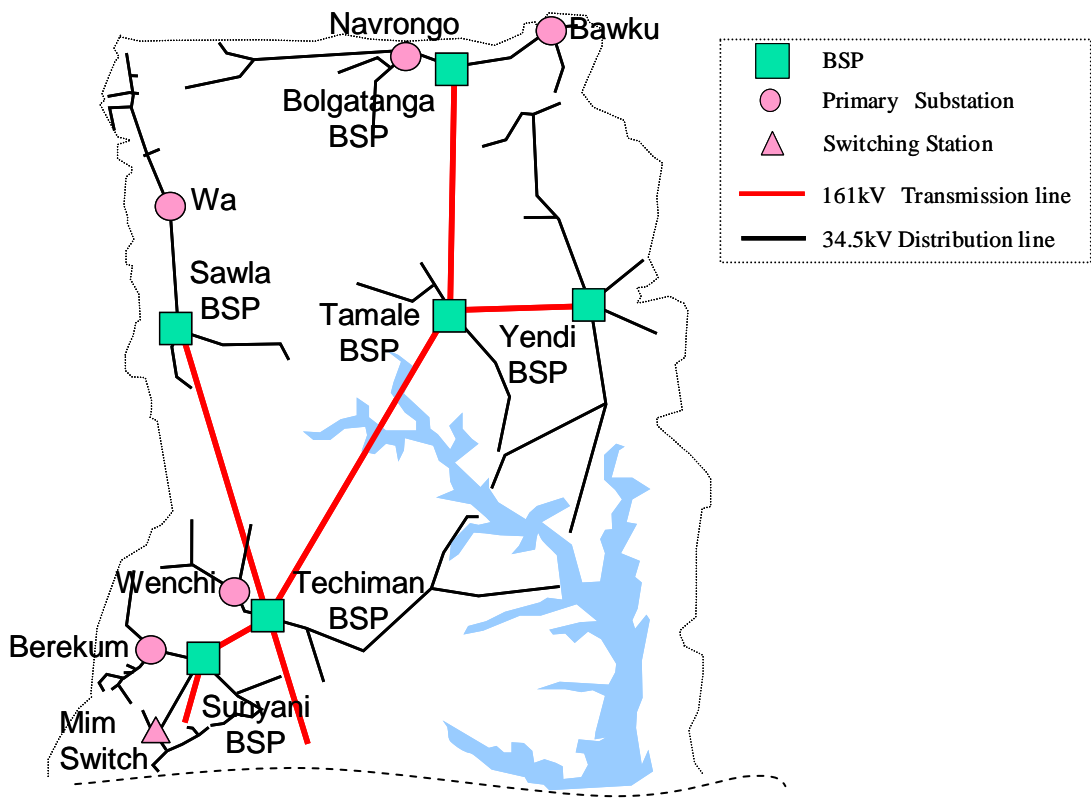 Navrongo
Bawku
Bolgatanga
BSP
Wa
Sawla
BSP
Tamale
BSP
Yendi
BSP
Wenchi
Techiman
BSP
Berekum
Sunyani
BSP
Mim
Switch
BSP
Primary Substation
Switching Station
161kV Transmission line
34.5kV Distribution line